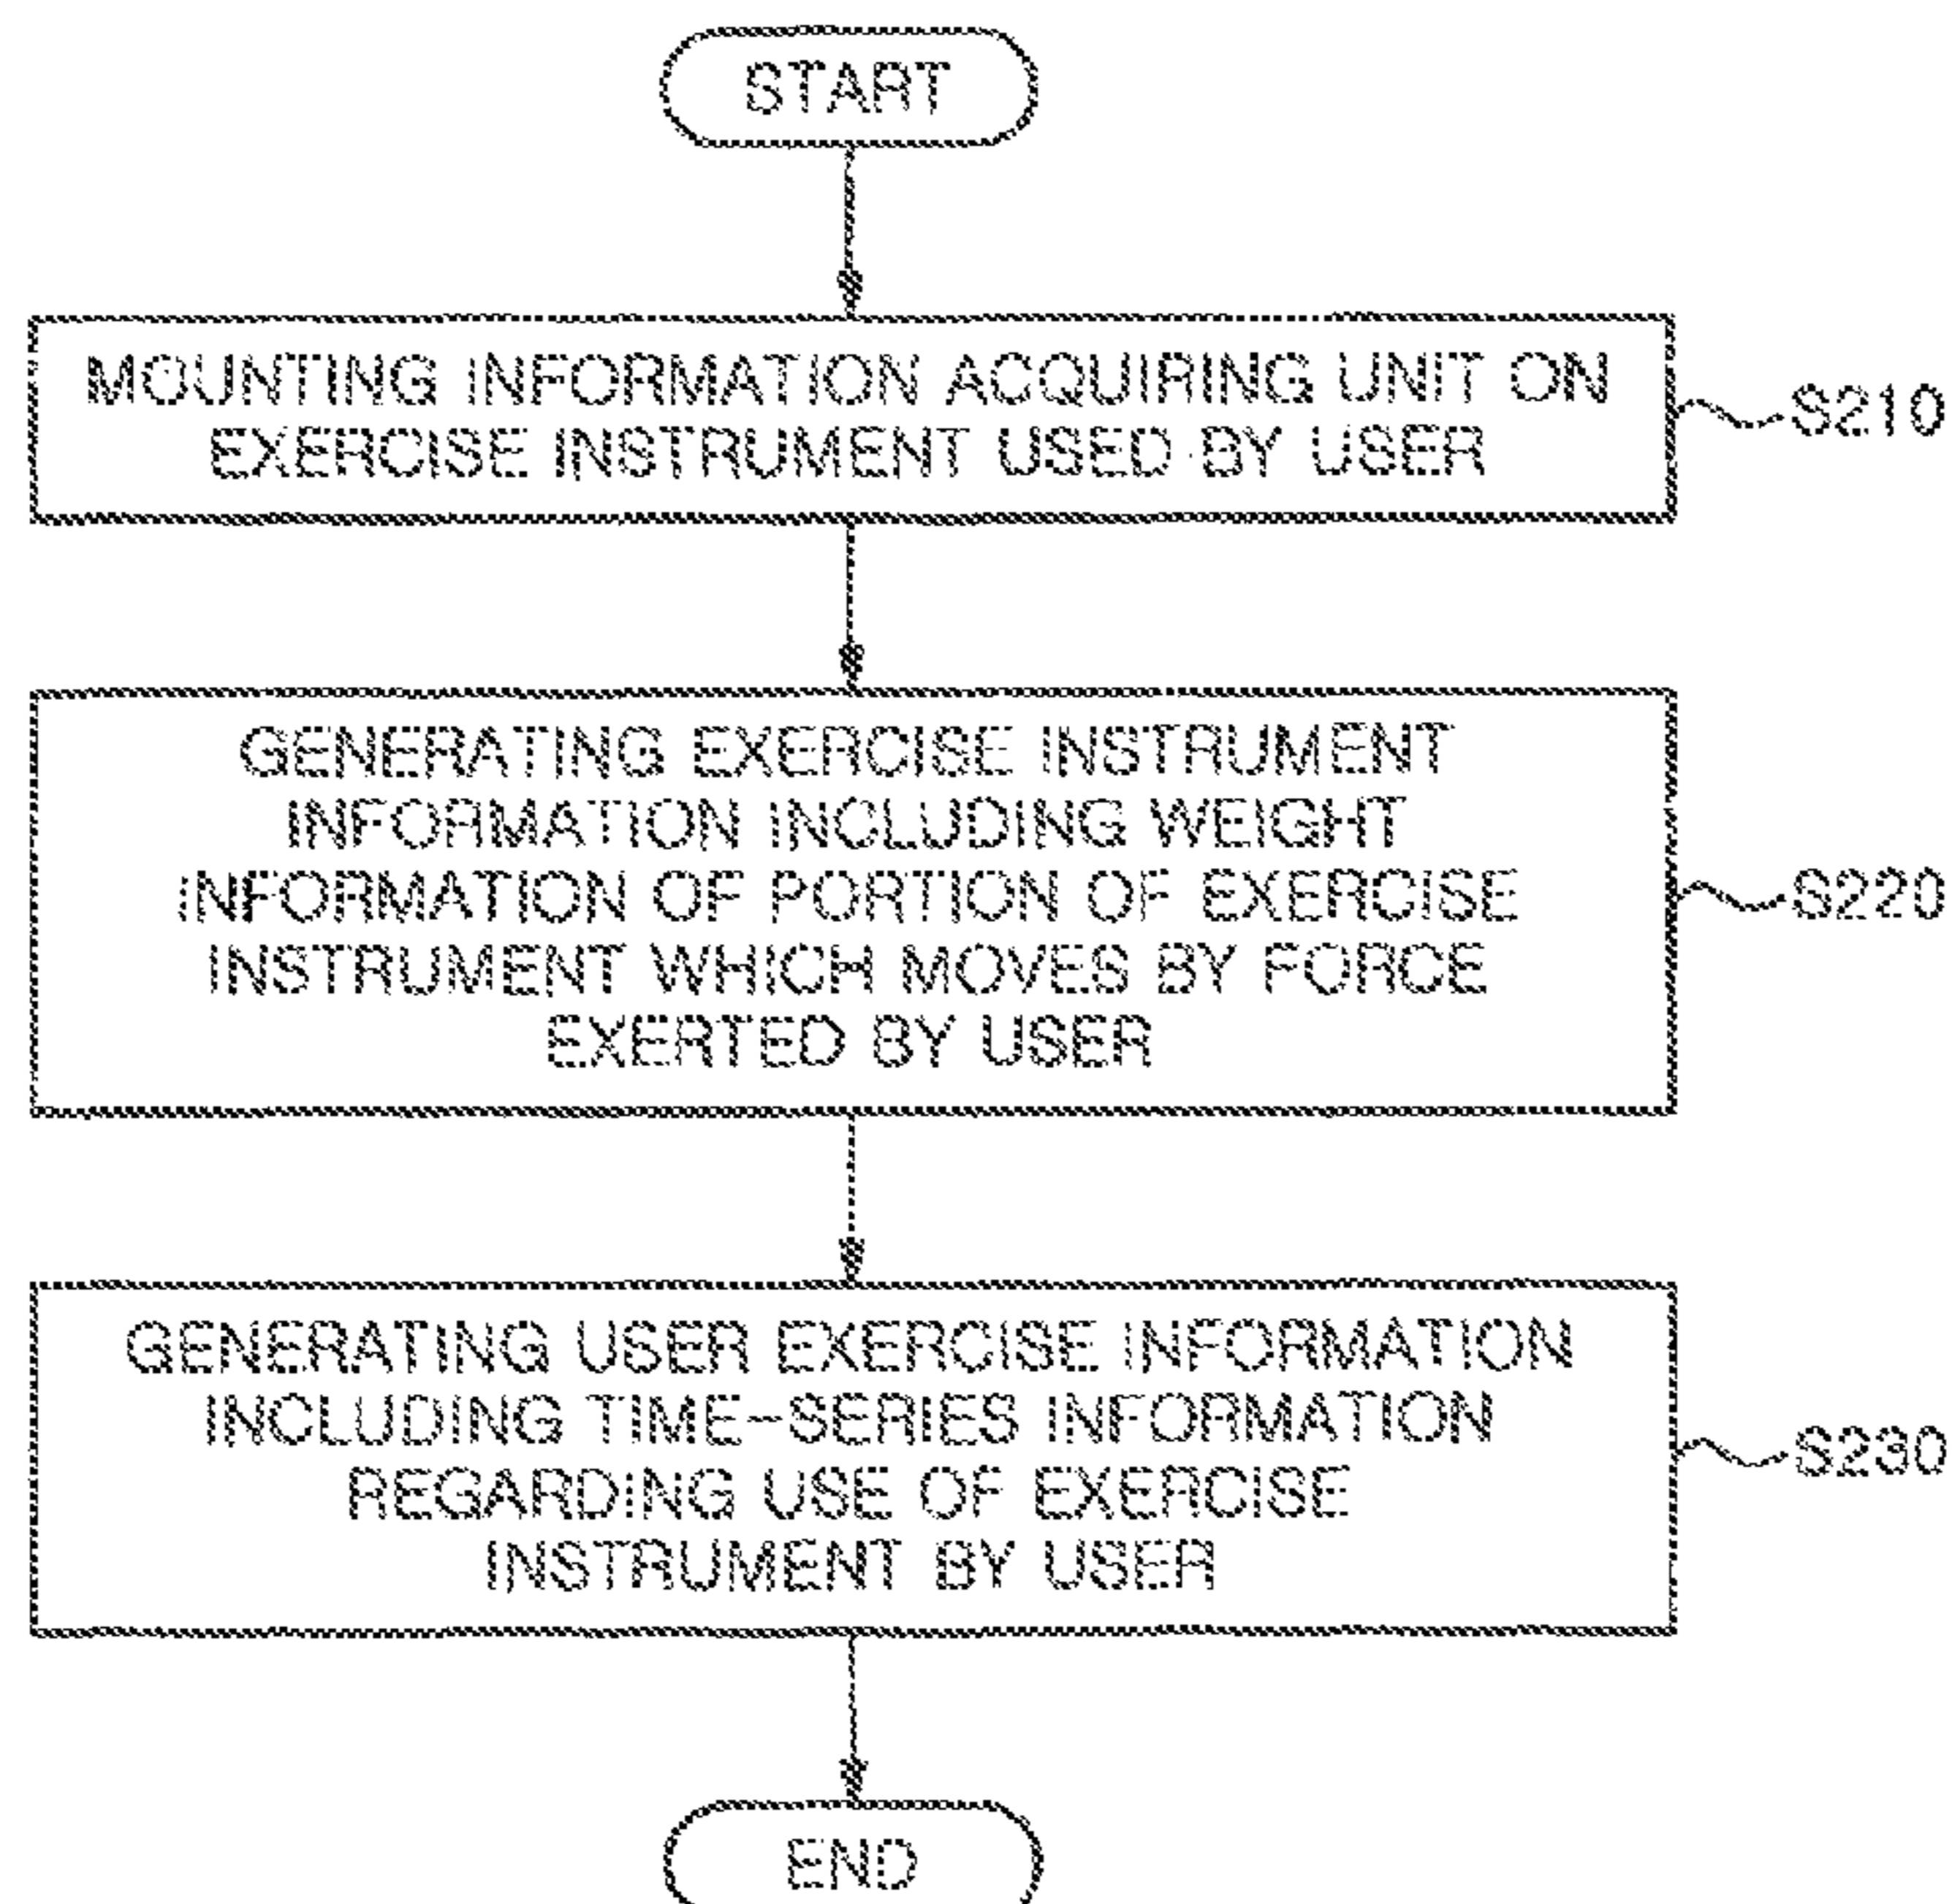 START
MOUNTING INFORMATION ACQUIRING UNIT ON
EXERCISE INSTRUMENT USED BY USER
S210
GENERATING EXERCISE INSTRUMENT
INFORMATION INCLUDING WEIGHT
INFORMATION OF PORTION OF EXERCISE
INSTRUMENT WHICH MOVES BY FORCE
EXERTED BY USER
S220
GENERATING USER EXERCISE INFORMATION
INCLUDING TIME-SERIES INFORMATION
REGARDING USE OF EXERCISE
INSTRUMENT BY USER
S230
END